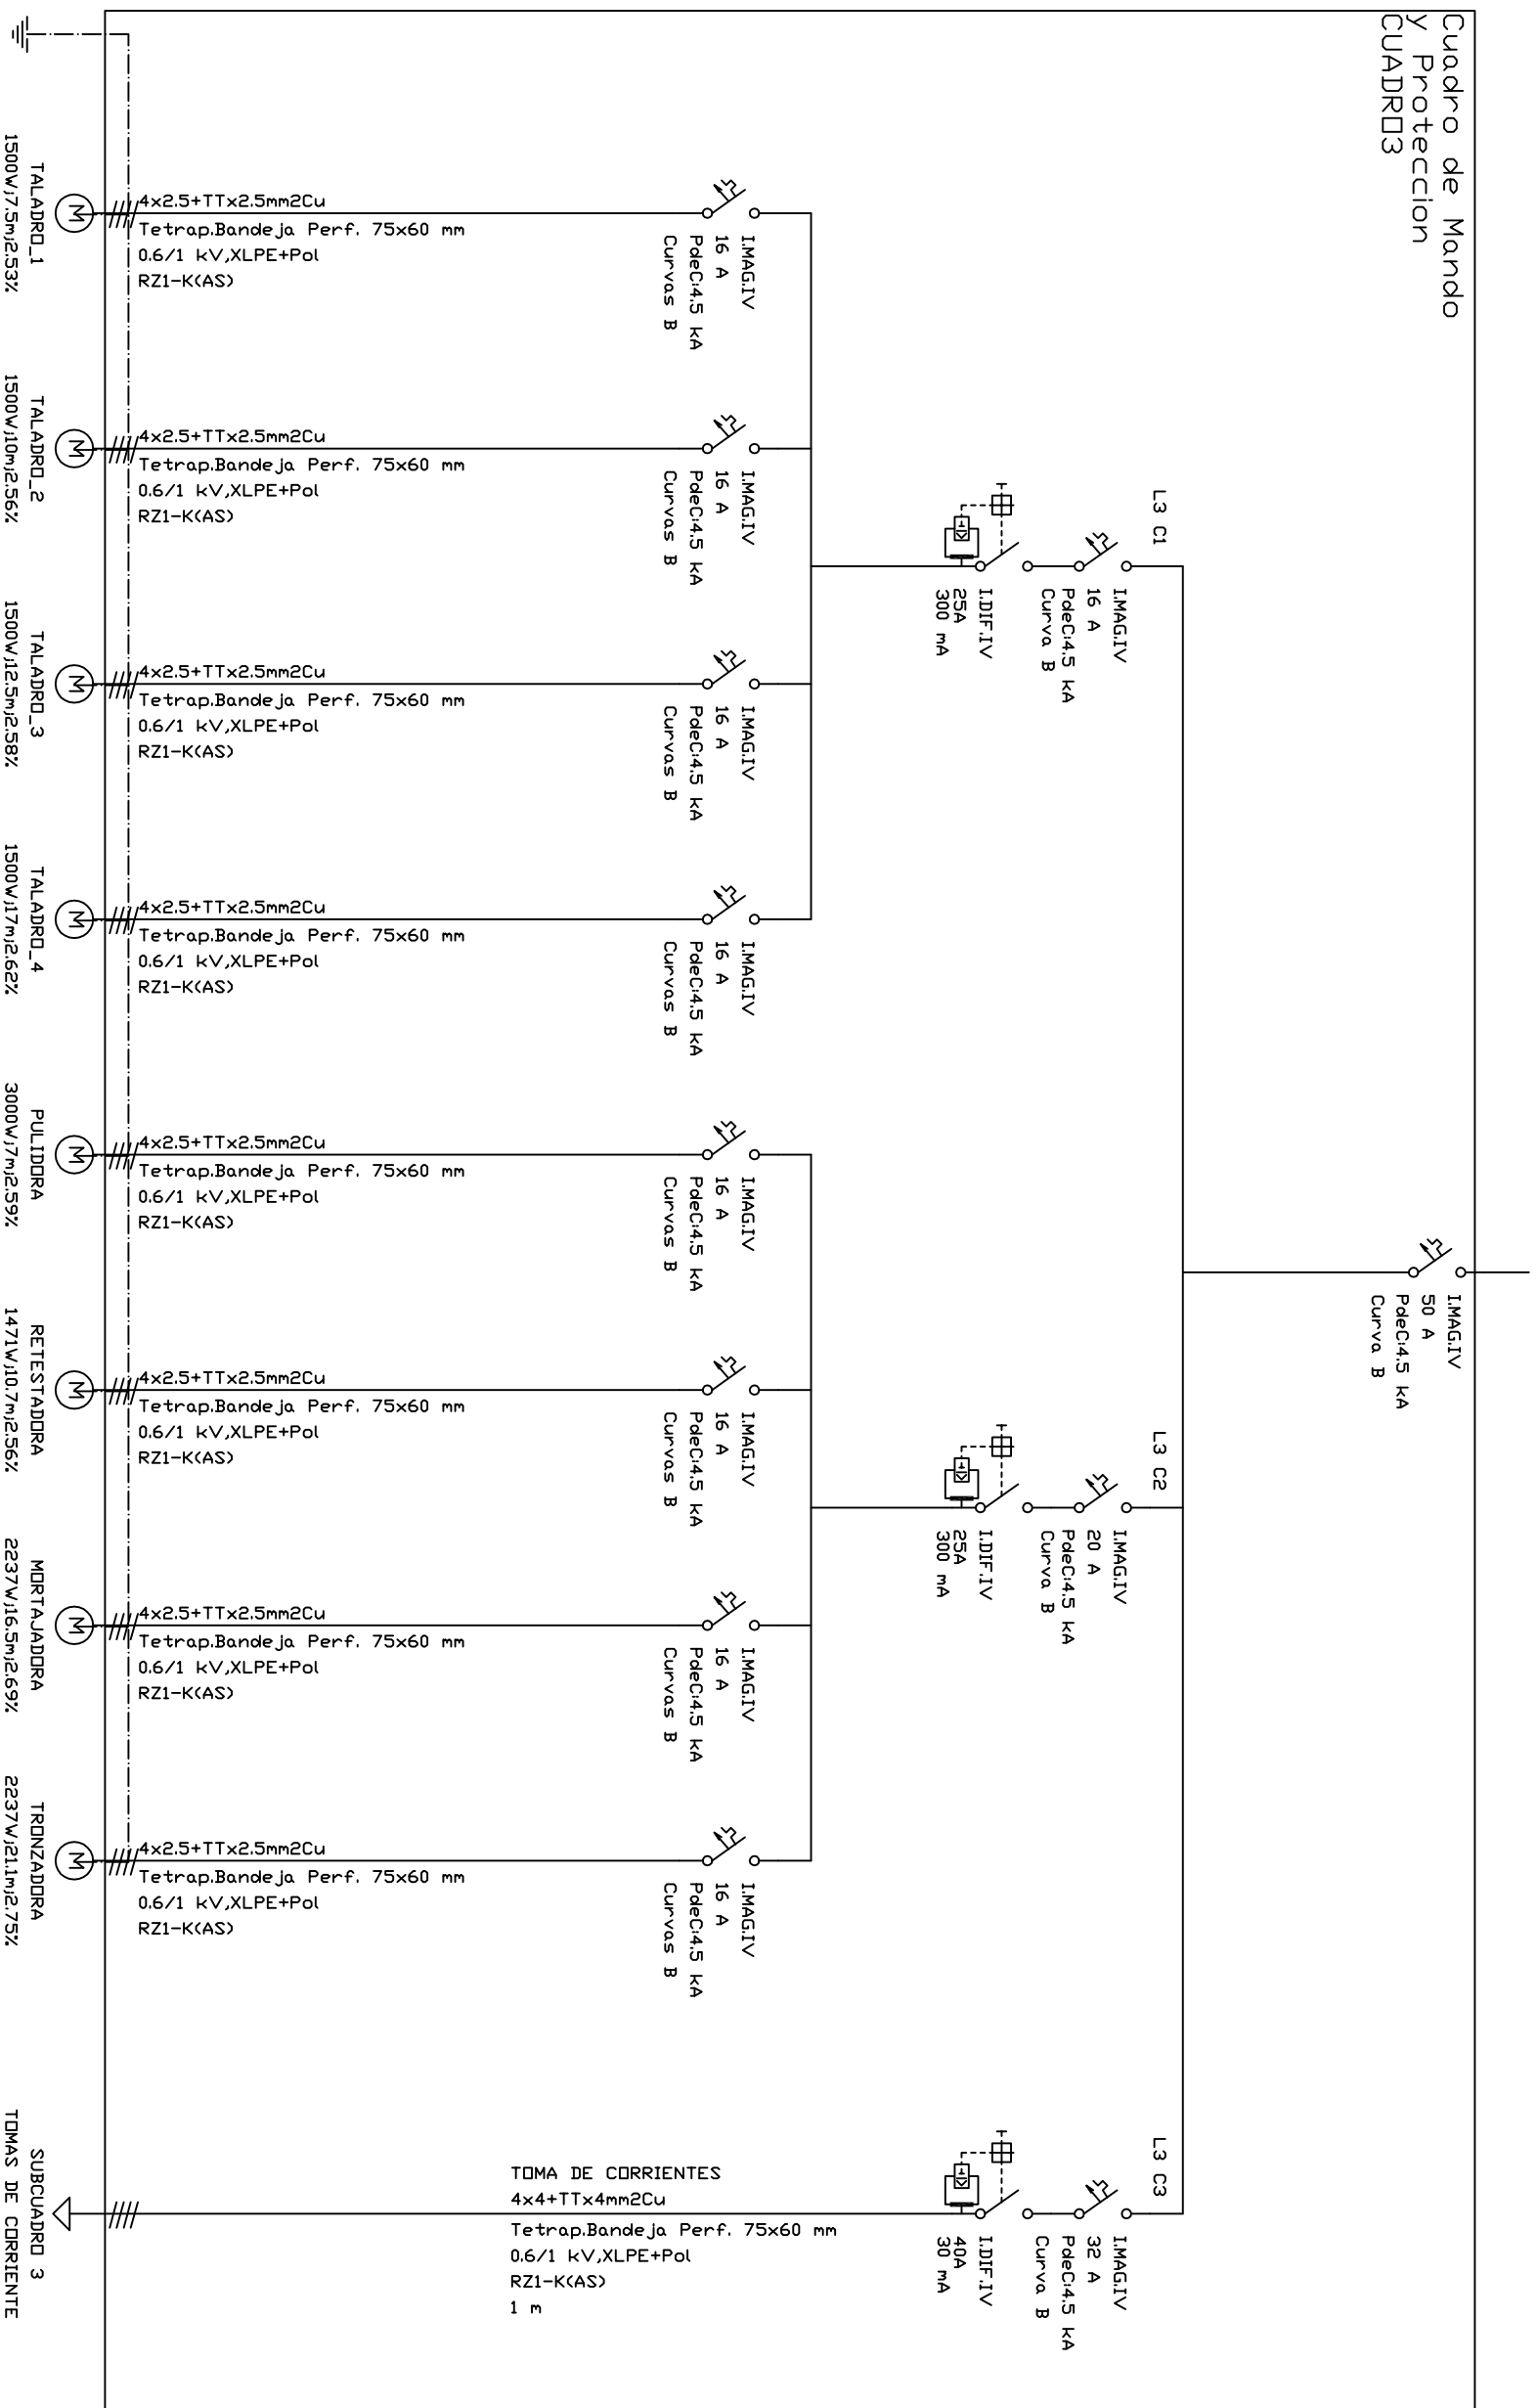 Cuadro de Mando
y Proteccion
CUADRO3
I.MAG.IV
50 A
PdeC:4.5 kA
Curva B
L3 C1
I.MAG.IV
16 A
PdeC:4.5 kA
Curva B
I.DIF.IV
25A
300 mA
L3 C2
I.MAG.IV
20 A
PdeC:4.5 kA
Curva B
I.DIF.IV
25A
300 mA
L3 C3
I.MAG.IV
32 A
PdeC:4.5 kA
Curva B
I.DIF.IV
40A
30 mA
I.MAG.IV
16 A
PdeC:4.5 kA
Curvas B
4x2.5+TTx2.5mm2Cu
Tetrap.Bandeja Perf. 75x60 mm
0.6/1 kV,XLPE+Pol
RZ1-K(AS)
M
TALADRO_1
1500W;7.5m;2.53%
I.MAG.IV
16 A
PdeC:4.5 kA
Curvas B
4x2.5+TTx2.5mm2Cu
Tetrap.Bandeja Perf. 75x60 mm
0.6/1 kV,XLPE+Pol
RZ1-K(AS)
M
TALADRO_2
1500W;10m;2.56%
I.MAG.IV
16 A
PdeC:4.5 kA
Curvas B
4x2.5+TTx2.5mm2Cu
Tetrap.Bandeja Perf. 75x60 mm
0.6/1 kV,XLPE+Pol
RZ1-K(AS)
M
TALADRO_3
1500W;12.5m;2.58%
I.MAG.IV
16 A
PdeC:4.5 kA
Curvas B
4x2.5+TTx2.5mm2Cu
Tetrap.Bandeja Perf. 75x60 mm
0.6/1 kV,XLPE+Pol
RZ1-K(AS)
M
TALADRO_4
1500W;17m;2.62%
I.MAG.IV
16 A
PdeC:4.5 kA
Curvas B
4x2.5+TTx2.5mm2Cu
Tetrap.Bandeja Perf. 75x60 mm
0.6/1 kV,XLPE+Pol
RZ1-K(AS)
M
PULIDORA
3000W;7m;2.59%
I.MAG.IV
16 A
PdeC:4.5 kA
Curvas B
4x2.5+TTx2.5mm2Cu
Tetrap.Bandeja Perf. 75x60 mm
0.6/1 kV,XLPE+Pol
RZ1-K(AS)
M
RETESTADORA
1471W;10.7m;2.56%
I.MAG.IV
16 A
PdeC:4.5 kA
Curvas B
4x2.5+TTx2.5mm2Cu
Tetrap.Bandeja Perf. 75x60 mm
0.6/1 kV,XLPE+Pol
RZ1-K(AS)
M
MORTAJADORA
2237W;16.5m;2.69%
I.MAG.IV
16 A
PdeC:4.5 kA
Curvas B
4x2.5+TTx2.5mm2Cu
Tetrap.Bandeja Perf. 75x60 mm
0.6/1 kV,XLPE+Pol
RZ1-K(AS)
M
TRONZADORA
2237W;21.1m;2.75%
TOMA DE CORRIENTES
4x4+TTx4mm2Cu
Tetrap.Bandeja Perf. 75x60 mm
0.6/1 kV,XLPE+Pol
RZ1-K(AS)
1 m
SUBCUADRO 3
TOMAS DE CORRIENTE